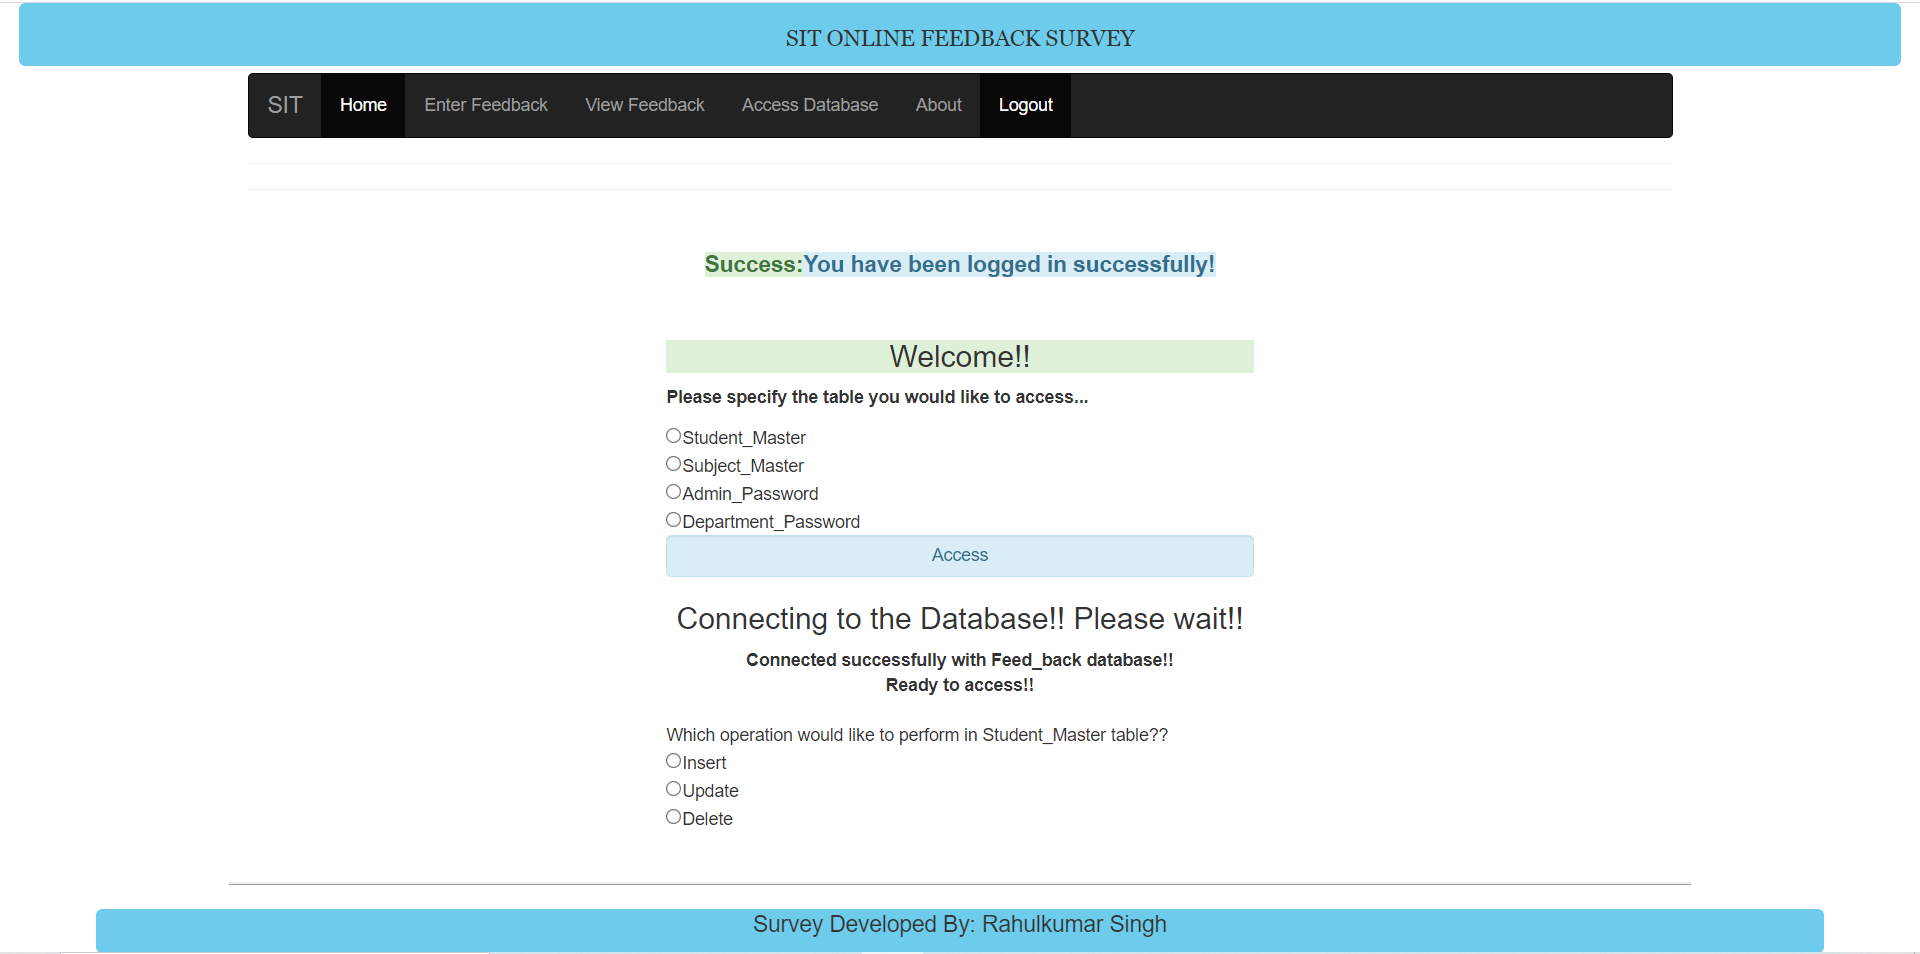 SIT ONLINE FEEDBACK SURVEY
SIT Home Enter Feedback View Feedback Access Database About Logout
Success:You have been logged in successfully!
Welcome!!
Please specify the table you would like to access...
Student_Master
Subject_Master
Admin_Password
Department_Password
Access
Connecting to the Database!! Please wait!!
Connected successfully with Feed_back database!!
Ready to access!!
Which operation would like to perform in Student_Master table??
Insert
Update
Delete
Survey Developed By: Rahulkumar Singh